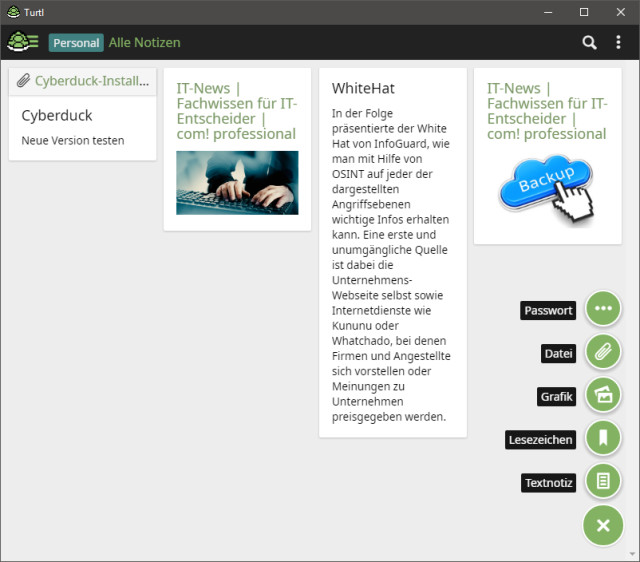 Turtl
Personal Alle Notizen
Cyberduck-Install...
Cyberduck
Neue Version testen
IT-News |
Fachwissen für IT-
Entscheider |
com! professional
WhiteHat
In der Folge
präsentierte der White
Hat von InfoGuard, wie
man mit Hilfe von
OSINT auf jeder der
dargestellten
Angriffsebenen
wichtige Infos erhalten
kann. Eine erste und
unumgängliche Quelle
ist dabei die
Unternehmens-
Webseite selbst sowie
Internetdienste wie
Kununu oder
Whatchado, bei denen
Firmen und Angestellte
sich vorstellen oder
Meinungen zu
Unternehmen
preisgegeben werden.
IT-News |
Fachwissen für IT-
Entscheider |
com! professional
Backup
Passwort
Datei
Grafik
Lesezeichen
Textnotiz